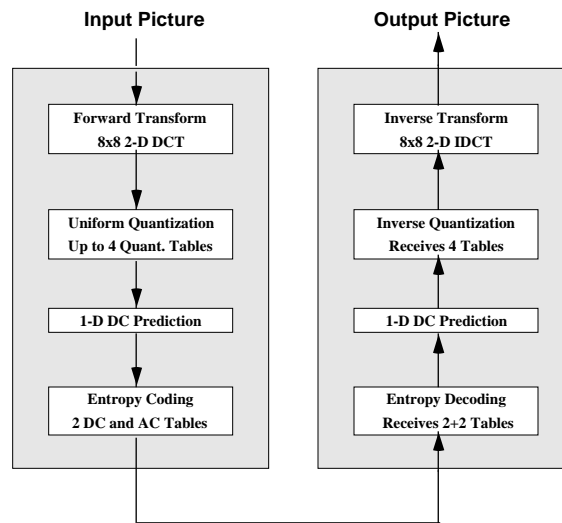 Input Picture
Forward Transform
8x8 2-D DCT
Uniform Quantization
Up to 4 Quant. Tables
1-D DC Prediction
Entropy Coding
2 DC and AC Tables
Output Picture
Inverse Transform
8x8 2-D IDCT
Inverse Quantization
Receives 4 Tables
1-D DC Prediction
Entropy Decoding
Receives 2+2 Tables